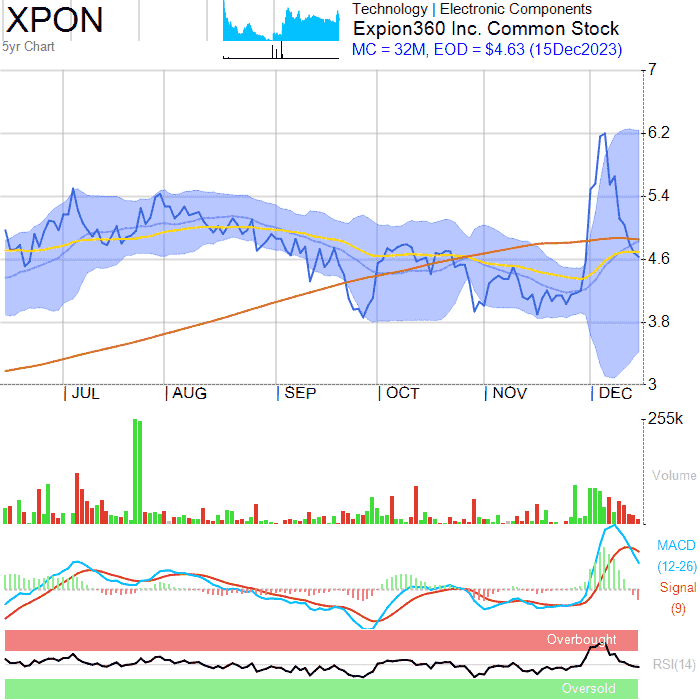 XPON
5yr Chart
Technology | Electronic Components
Expion360 Inc. Common Stock
MC = 32M, EOD = $4.63 (15Dec2023)
7
6.2
5.4
4.6
3.8
3
| JUL | AUG | SEP | OCT | NOV | DEC
255k
Volume
MACD
(12-26)
Signal
(9)
Overbought
RSI(14)
Oversold